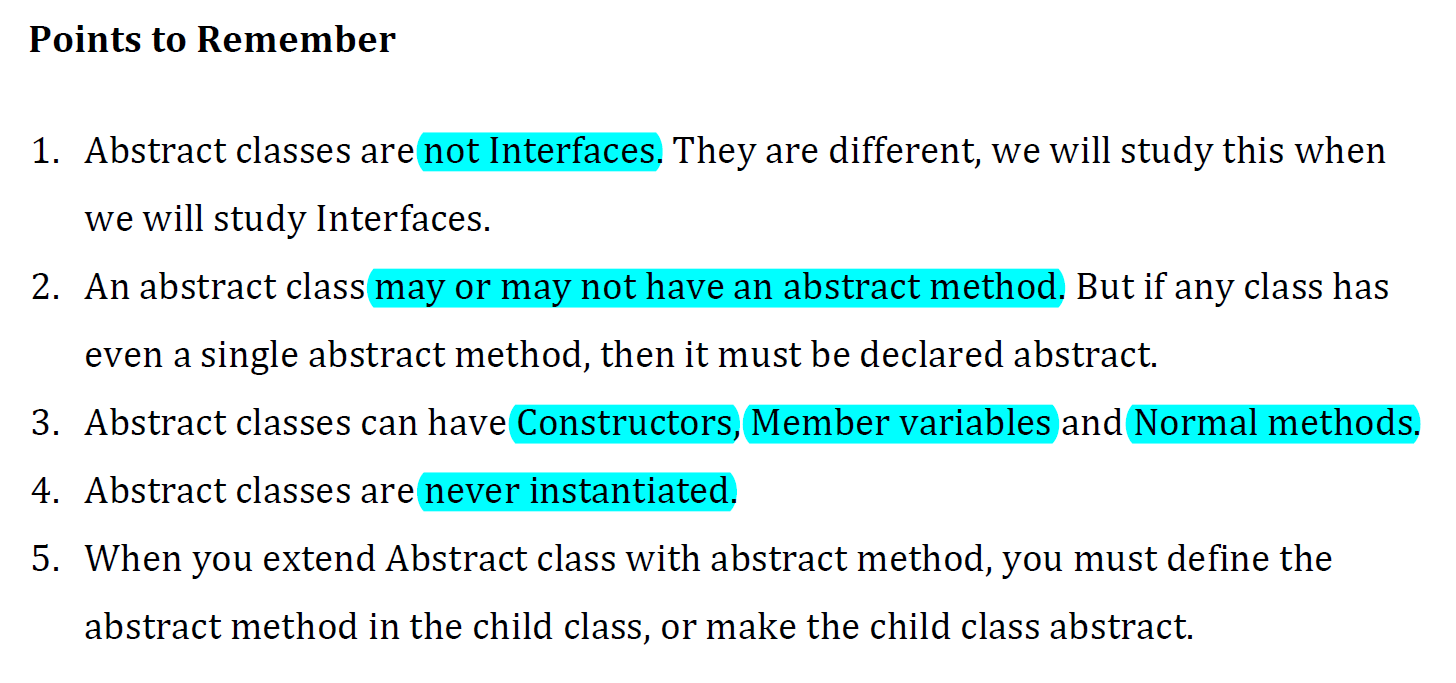 Points to Remember
1. Abstract classes are not Interfaces. They are different, we will study this when
we will study Interfaces.
2. An abstract class may or may not have an abstract method. But if any class has
even a single abstract method, then it must be declared abstract.
3. Abstract classes can have Constructors, Member variables and Normal methods.
4. Abstract classes are never instantiated.
5. When you extend Abstract class with abstract method, you must define the
abstract method in the child class, or make the child class abstract.